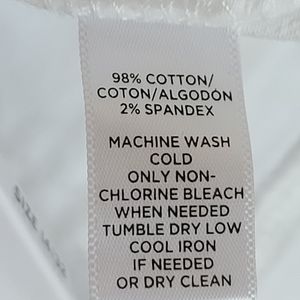 98% COTTON/
COTON/ALGODÓN
2% SPANDEX
MACHINE WASH
COLD
ONLY NON-
CHLORINE BLEACH
WHEN NEEDED
TUMBLE DRY LOW
COOL IRON
IF NEEDED
OR DRY CLEAN